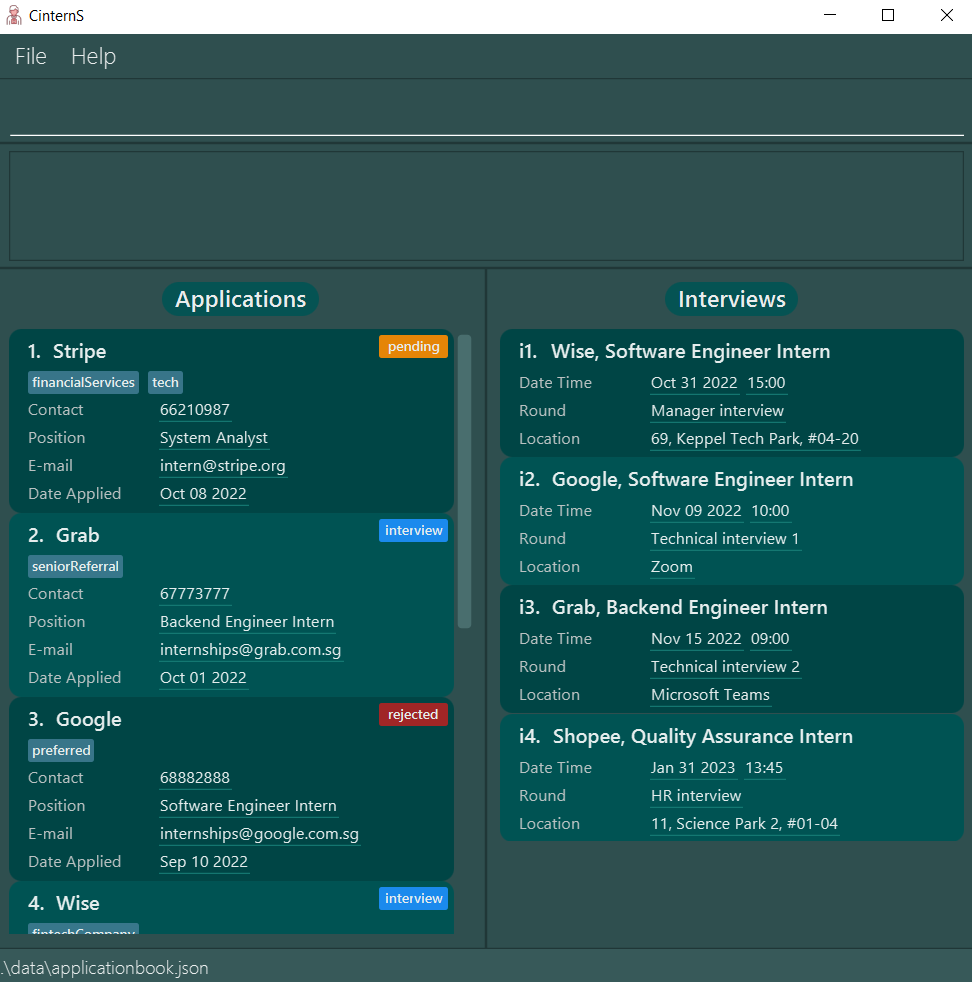 CinternS
File Help
Applications
1. Stripe pending
financialServices tech
Contact 66210987
Position System Analyst
E-mail intern@stripe.org
Date Applied Oct 08 2022
2. Grab interview
seniorReferral
Contact 67773777
Position Backend Engineer Intern
E-mail internships@grab.com.sg
Date Applied Oct 01 2022
3. Google rejected
preferred
Contact 68882888
Position Software Engineer Intern
E-mail internships@google.com.sg
Date Applied Sep 10 2022
4. Wise interview
fintechCompany
Interviews
i1. Wise, Software Engineer Intern
Date Time Oct 31 2022 15:00
Round Manager interview
Location 69, Keppel Tech Park, #04-20
i2. Google, Software Engineer Intern
Date Time Nov 09 2022 10:00
Round Technical interview 1
Location Zoom
i3. Grab, Backend Engineer Intern
Date Time Nov 15 2022 09:00
Round Technical interview 2
Location Microsoft Teams
i4. Shopee, Quality Assurance Intern
Date Time Jan 31 2023 13:45
Round HR interview
Location 11, Science Park 2, #01-04
.\data\applicationbook.json